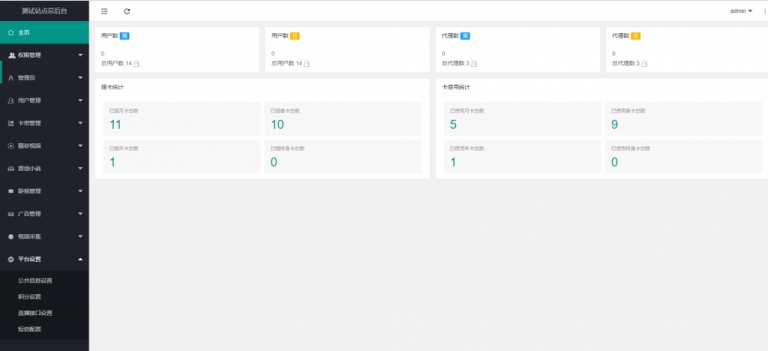 测试站点总后台
admin
主页
权限管理
管理员
用户管理
卡密管理
精彩视频
原创小说
影视管理
广告管理
视频采集
平台设置
公共信息设置
积分设置
直播接口设置
短信配置
用户数 周
0
总用户数 14
用户数 月
0
总用户数 14
代理数 周
0
总代理数 3
代理数 月
0
总代理数 5
提卡统计
已提月卡总数
11
已提季卡总数
10
已提年卡总数
1
已提终身卡总数
0
卡使用统计
已使用月卡总数
5
已使用季卡总数
9
已使用年卡总数
1
已使用终身卡总数
0